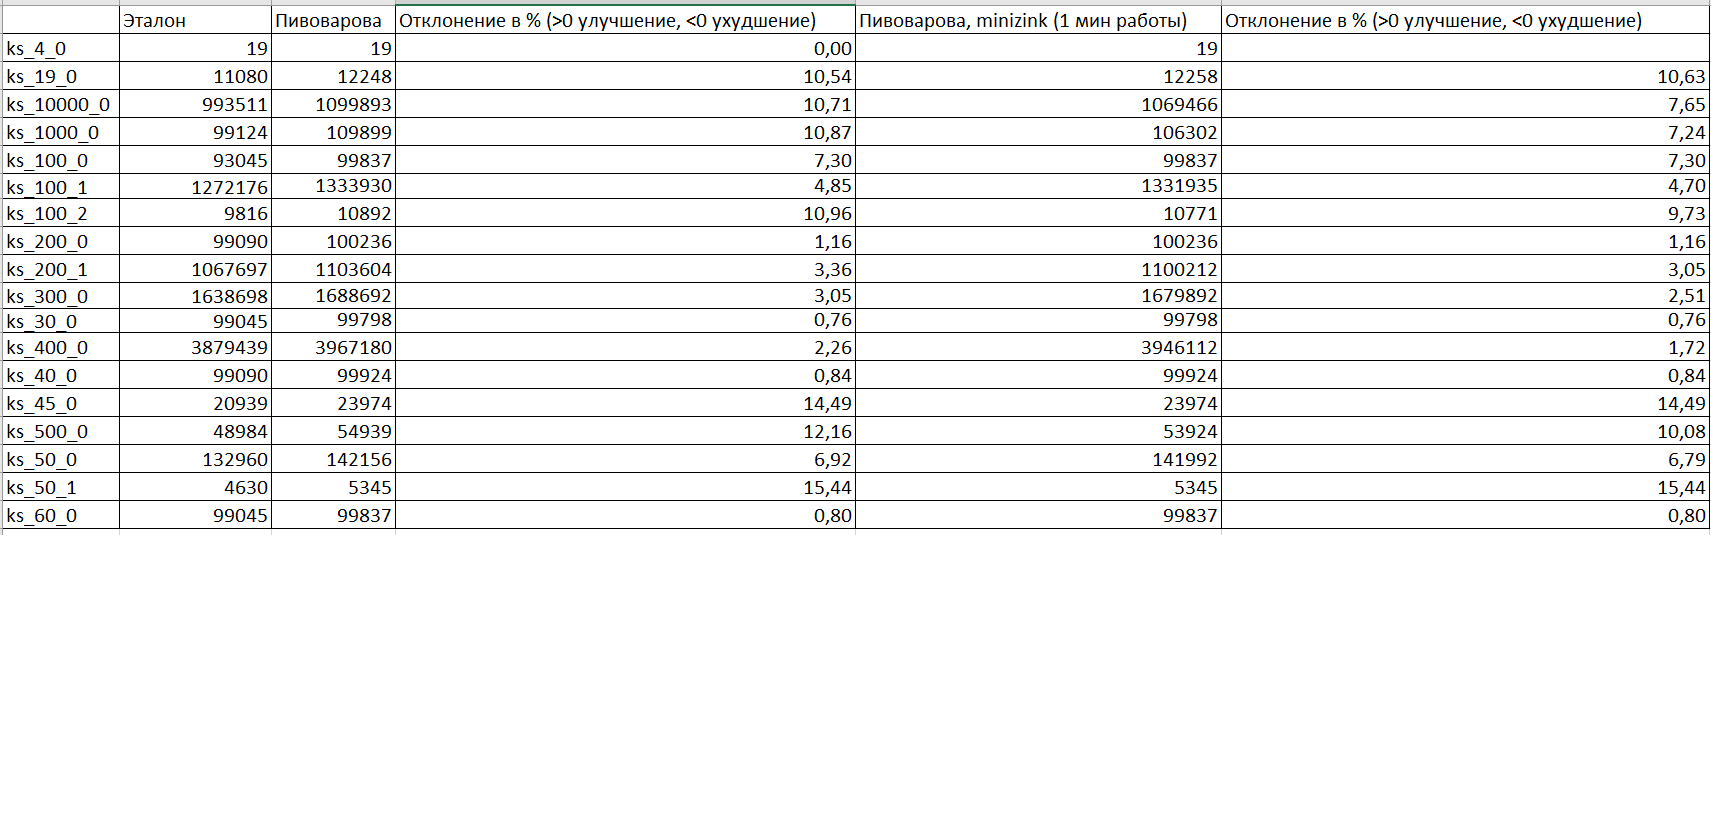 Эталон Пивоварова Отклонение в % (>0 улучшение, <0 ухудшение) Пивоварова, minizink (1 мин работы) Отклонение в % (>0 улучшение, <0 ухудшение)
ks_4_0 19 19 0,00 19
ks_19_0 11080 12248 10,54 12258 10,63
ks_10000_0 993511 1099893 10,71 1069466 7,65
ks_1000_0 99124 109899 10,87 106302 7,24
ks_100_0 93045 99837 7,30 99837 7,30
ks_100_1 1272176 1333930 4,85 1331935 4,70
ks_100_2 9816 10892 10,96 10771 9,73
ks_200_0 99090 100236 1,16 100236 1,16
ks_200_1 1067697 1103604 3,36 1100212 3,05
ks_300_0 1638698 1688692 3,05 1679892 2,51
ks_30_0 99045 99798 0,76 99798 0,76
ks_400_0 3879439 3967180 2,26 3946112 1,72
ks_40_0 99090 99924 0,84 99924 0,84
ks_45_0 20939 23974 14,49 23974 14,49
ks_500_0 48984 54939 12,16 53924 10,08
ks_50_0 132960 142156 6,92 141992 6,79
ks_50_1 4630 5345 15,44 5345 15,44
ks_60_0 99045 99837 0,80 99837 0,80